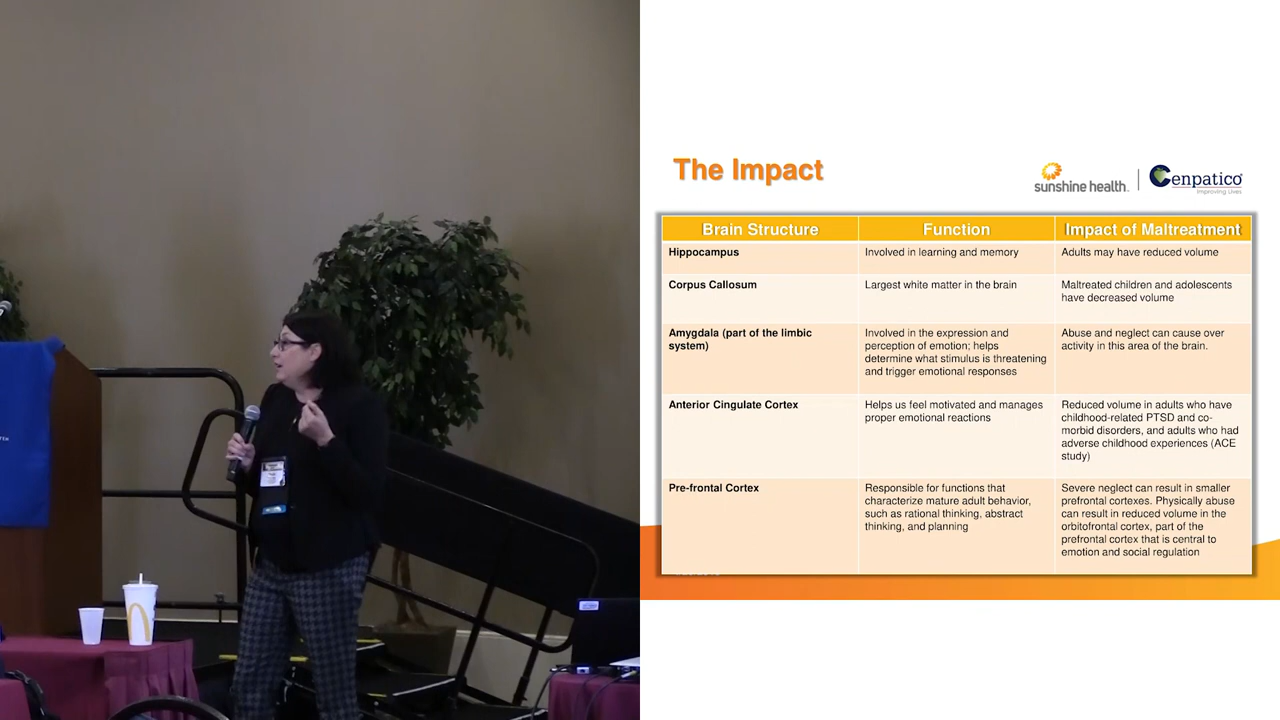 The Impact
sunshine health.
Cenpatico
Improving Lives
Brain Structure
Function
Impact of Maltreatment
Hippocampus
Involved in learning and memory
Adults may have reduced volume
Corpus Callosum
Largest white matter in the brain
Maltreated children and adolescents
have decreased volume
Amygdala (part of the limbic
system)
Involved in the expression and
perception of emotion; helps
determine what stimulus is threatening
and trigger emotional responses
Abuse and neglect can cause over
activity in this area of the brain.
Anterior Cingulate Cortex
Helps us feel motivated and manages
proper emotional reactions
Reduced volume in adults who have
childhood-related PTSD and co-
morbid disorders, and adults who had
adverse childhood experiences (ACE
study)
Pre-frontal Cortex
Responsible for functions that
characterize mature adult behavior,
such as rational thinking, abstract
thinking, and planning
Severe neglect can result in smaller
prefrontal cortexes. Physically abuse
can result in reduced volume in the
orbitofrontal cortex, part of the
prefrontal cortex that is central to
emotion and social regulation